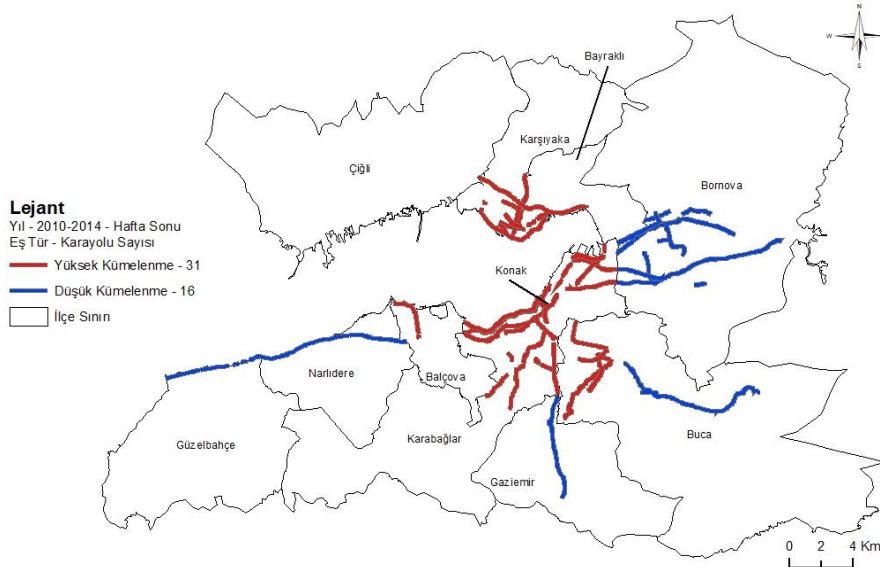 N
W
E
S
Bayraklı
Karşıyaka
Çiğli
Bornova
Lejant
Yıl - 2010-2014 - Hafta Sonu
Eş Tür - Karayolu Sayısı
Yüksek Kümelenme - 31
Düşük Kümelenme - 16
İlçe Sınırı
Konak
Narlıdere
Balçova
Güzelbahçe
Karabağlar
Buca
Gaziemir
0 2 4 Km